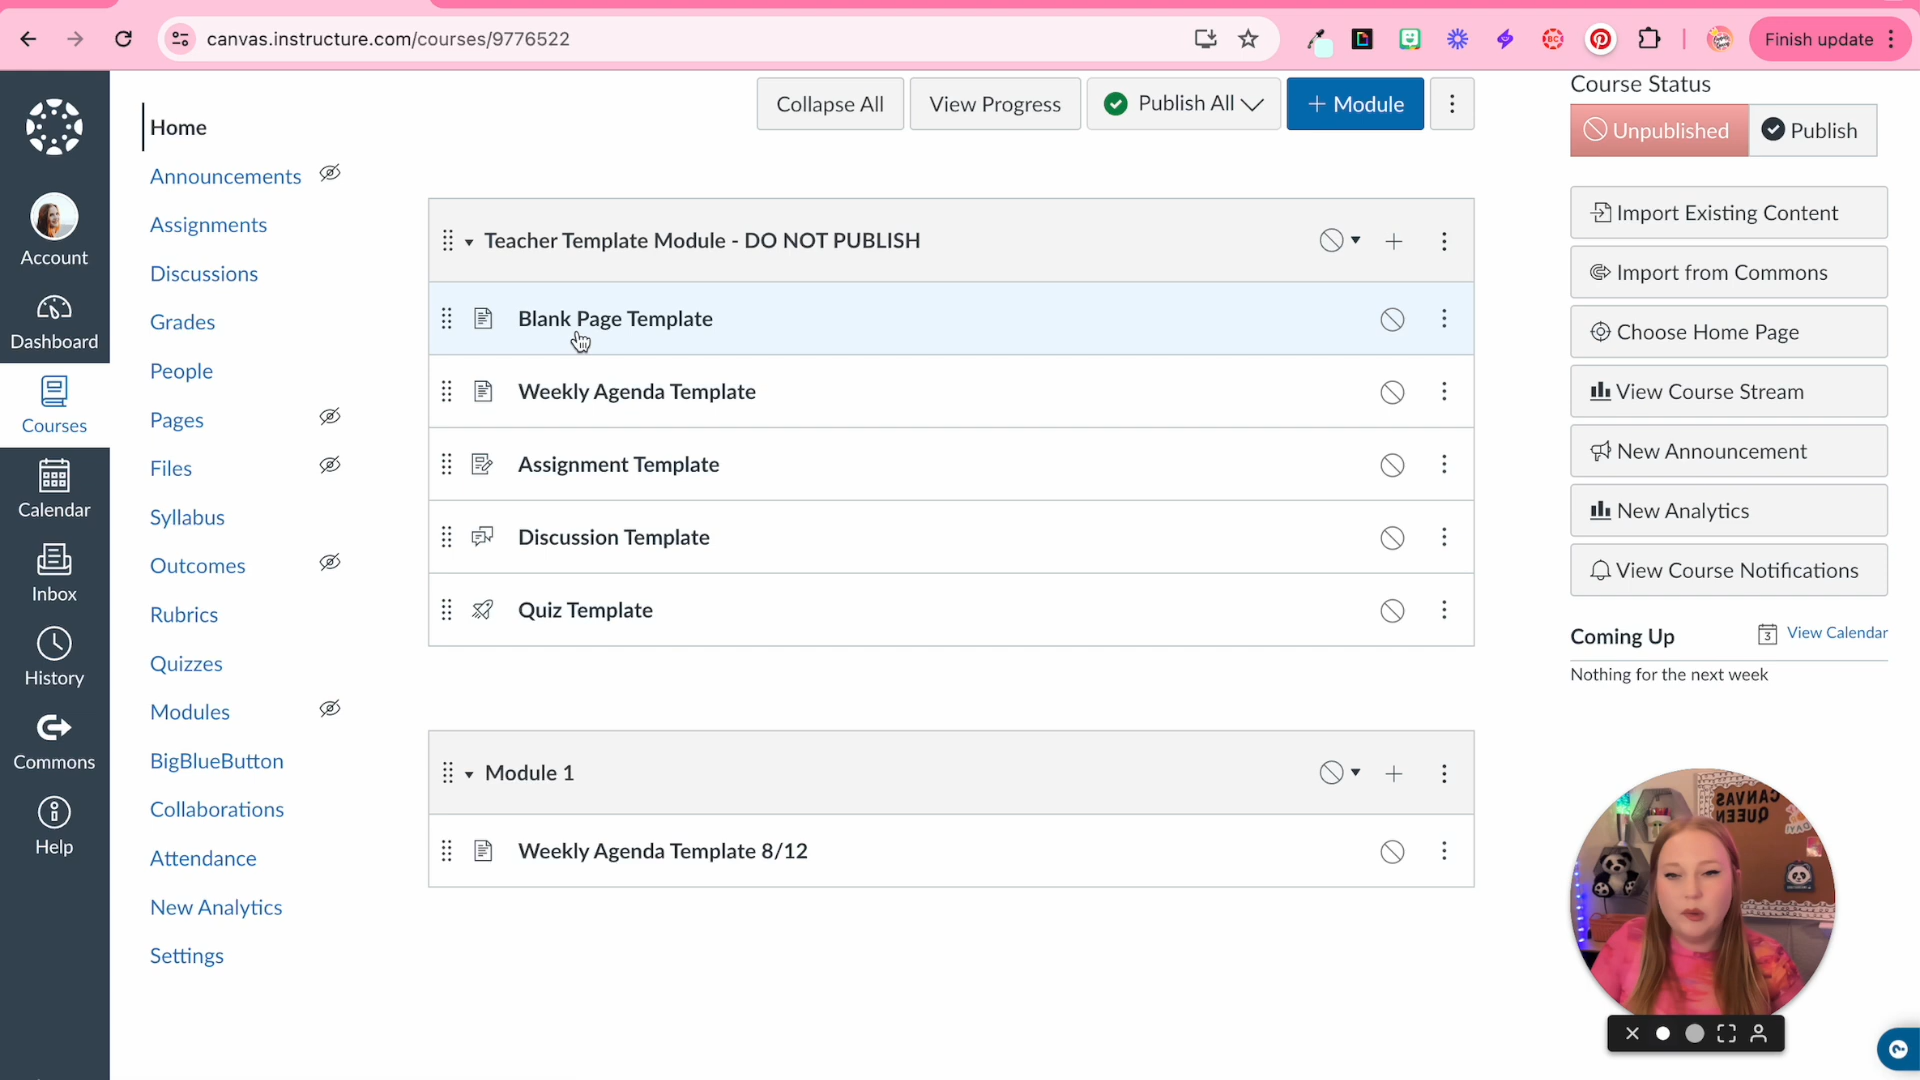 canvas.instructure.com/courses/9776522
Finish update
Account
Dashboard
Courses
Calendar
Inbox
History
Commons
Help
Home
Announcements
Assignments
Discussions
Grades
People
Pages
Files
Syllabus
Outcomes
Rubrics
Quizzes
Modules
BigBlueButton
Collaborations
Attendance
New Analytics
Settings
Collapse All
View Progress
Publish All
+ Module
Teacher Template Module - DO NOT PUBLISH
Blank Page Template
Weekly Agenda Template
Assignment Template
Discussion Template
Quiz Template
Module 1
Weekly Agenda Template 8/12
Course Status
Unpublished
Publish
Import Existing Content
Import from Commons
Choose Home Page
View Course Stream
New Announcement
New Analytics
View Course Notifications
Coming Up
3
View Calendar
Nothing for the next week
CANVAS
QUEEN